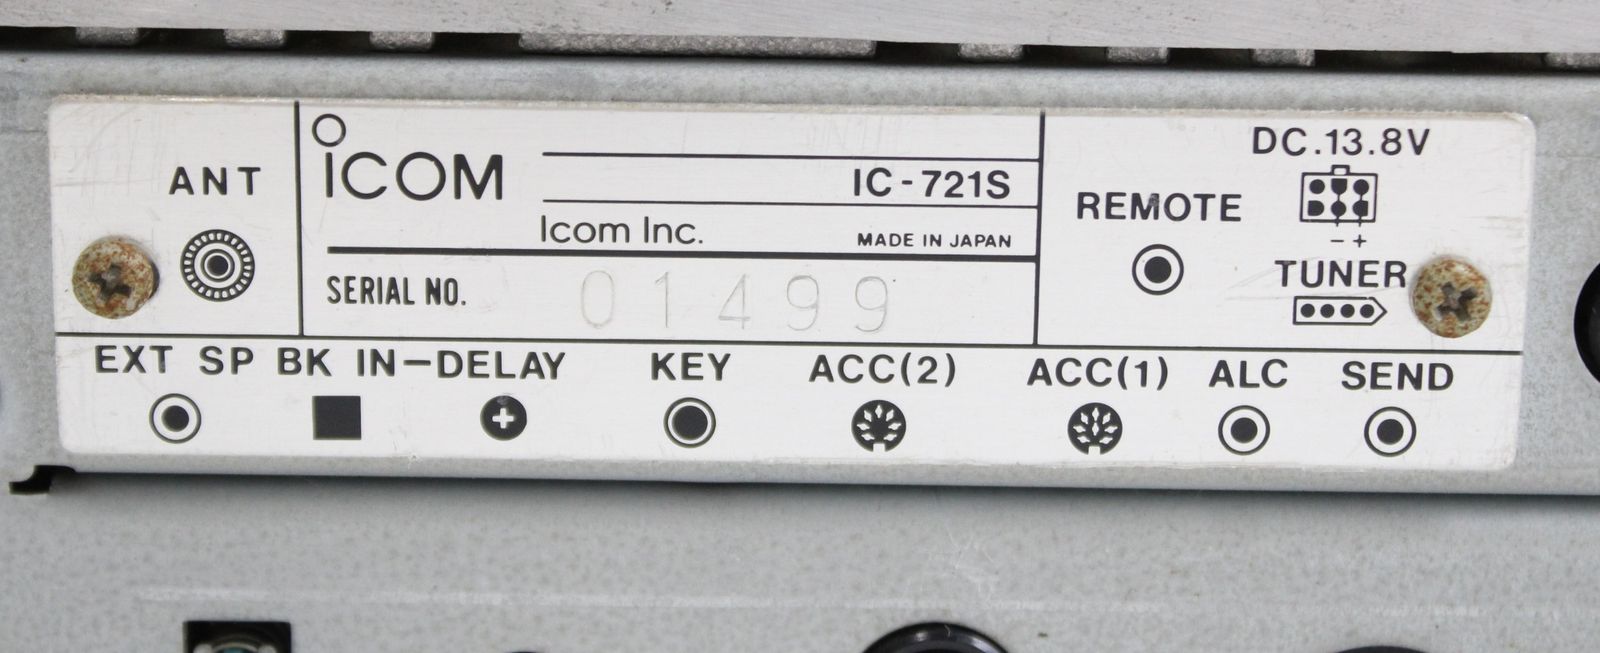 ANT
ICOM
IC-721S
Icom Inc.
MADE IN JAPAN
SERIAL NO. 01499
DC.13.8V
REMOTE
- +
TUNER
EXT SP BK IN-DELAY KEY ACC(2) ACC(1) ALC SEND